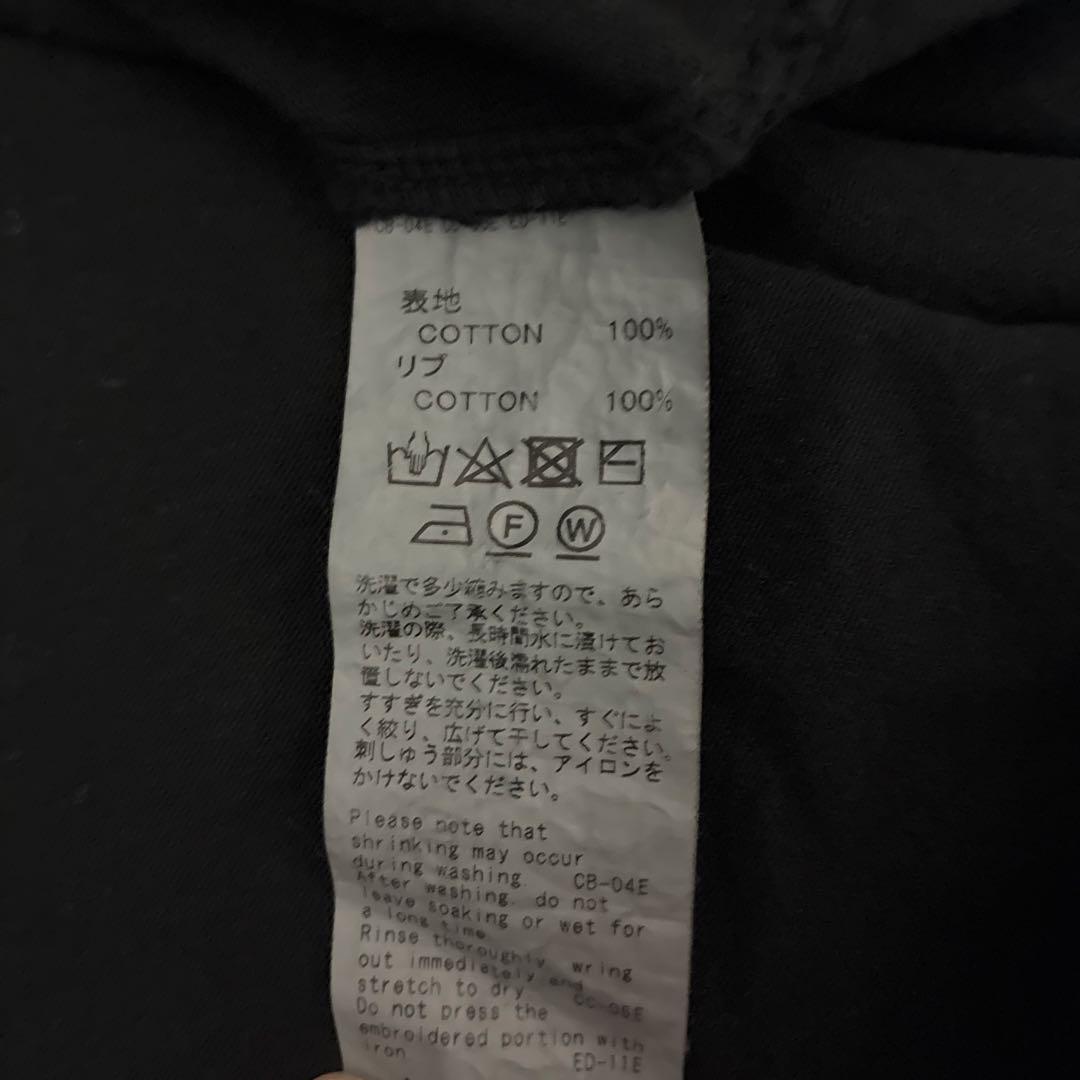 CB-04E ED-11E
表地
COTTON 100%
リブ
COTTON 100%
F W
洗濯で多少縮みますので、あら
かじめご了承ください。
洗濯の際、長時間水に漬けてお
いたり、洗濯後濡れたままで放
置しないでください。
すすぎを充分に行い、すぐによ
く絞り、広げて干してください。
刺しゅう部分には、アイロンを
かけないでください。
Please note that
shrinking may occur
during washing. CB-04E
After washing, do not
leave soaking or wet for
a long time
Rinse thoroughly, wring
out immediately and
stretch to dry OC-05E
Do not press the
embroidered portion with
iron ED-11E